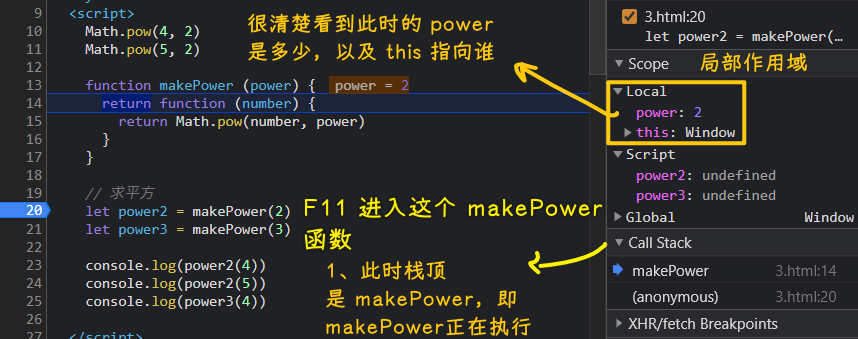 9 <script>
10 Math.pow(4, 2)
11 Math.pow(5, 2)
12
13 function makePower (power) { power = 2
14 return function (number) {
15 return Math.pow(number, power)
16 }
17 }
18
19 // 求平方
20 let power2 = makePower(2)
21 let power3 = makePower(3)
22
23 console.log(power2(4))
24 console.log(power2(5))
25 console.log(power3(4))
26
27 </script>
很清楚看到此时的 power
是多少，以及 this 指向谁
F11 进入这个 makePower
函数
1、此时栈顶
是 makePower，即
makePower正在执行
3.html:20
let power2 = makePower(…
Scope
局部作用域
Local
power: 2
this: Window
Script
power2: undefined
power3: undefined
Global Window
Call Stack
makePower 3.html:14
(anonymous) 3.html:20
XHR/fetch Breakpoints